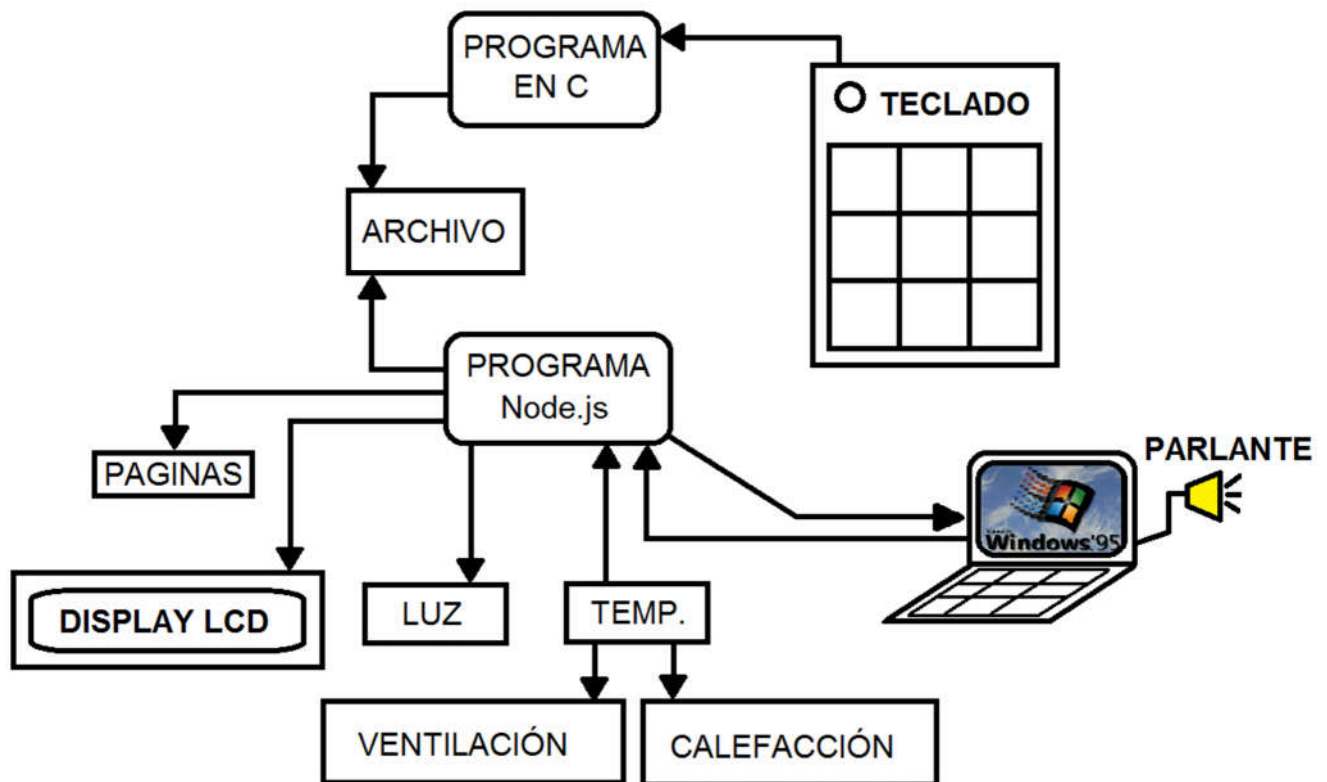 PROGRAMA
EN C
TECLADO
ARCHIVO
PROGRAMA
Node.js
PAGINAS
PARLANTE
Windows'95
DISPLAY LCD
LUZ
TEMP.
VENTILACIÓN
CALEFACCIÓN